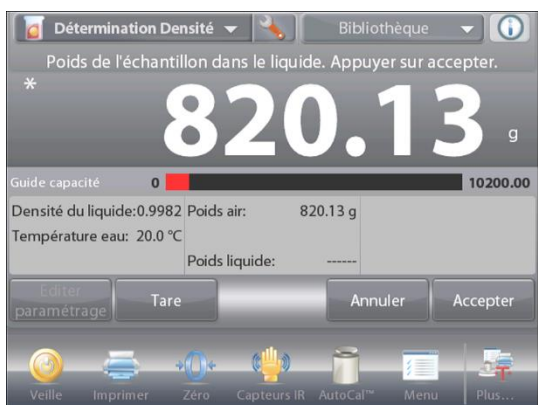 Détermination Densité Bibliothèque
Poids de l'échantillon dans le liquide. Appuyer sur accepter.
*
820.13 g
Guide capacité 0 10200.00
Densité du liquide:0.9982 Poids air: 820.13 g
Température eau: 20.0 °C
Poids liquide: ------
Editer
paramétrage Tare Annuler Accepter
Veille Imprimer Zéro Capteurs IR AutoCal™ Menu Plus...